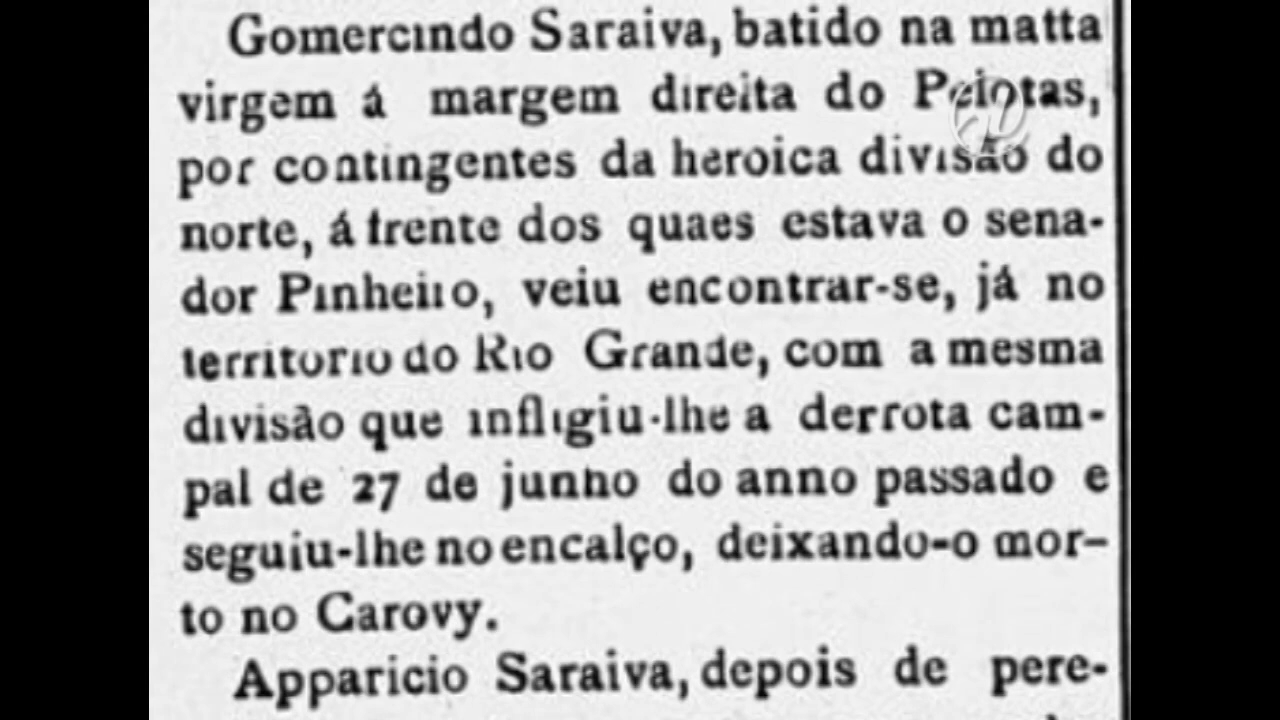 Gomercindo Saraiva, batido na matta
virgem á margem direita do Pelotas,
por contingentes da heroica divisão do
norte, á frente dos quaes estava o sena-
dor Pinheiro, veiu encontrar-se, já no
territorio do Rio Grande, com a mesma
divisão que infligiu-lhe a derrota cam-
pal de 27 de junho do anno passado e
seguiu-lhe no encalço, deixando-o mor-
to no Carovy.
Apparicio Saraiva, depois de pere-